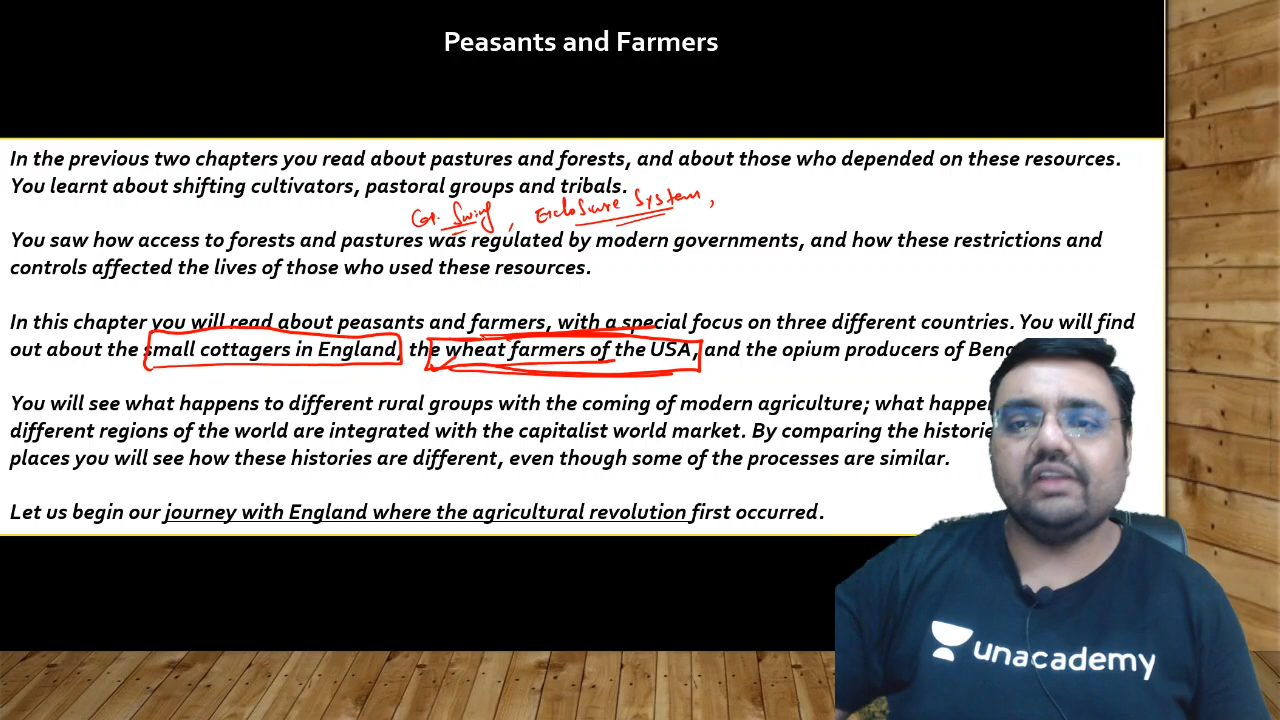 Peasants and Farmers
In the previous two chapters you read about pastures and forests, and about those who depended on these resources.
You learnt about shifting cultivators, pastoral groups and tribals.
Swing, Enclosure System,
You saw how access to forests and pastures was regulated by modern governments, and how these restrictions and
controls affected the lives of those who used these resources.
In this chapter you will read about peasants and farmers, with a special focus on three different countries. You will find
out about the small cottagers in England, the wheat farmers of the USA, and the opium producers of
You will see what happens to different rural groups with the coming of modern agriculture; what
different regions of the world are integrated with the capitalist world market. By comparing the
places you will see how these histories are different, even though some of the processes are similar.
Let us begin our journey with England where the agricultural revolution first occurred.
unacademy